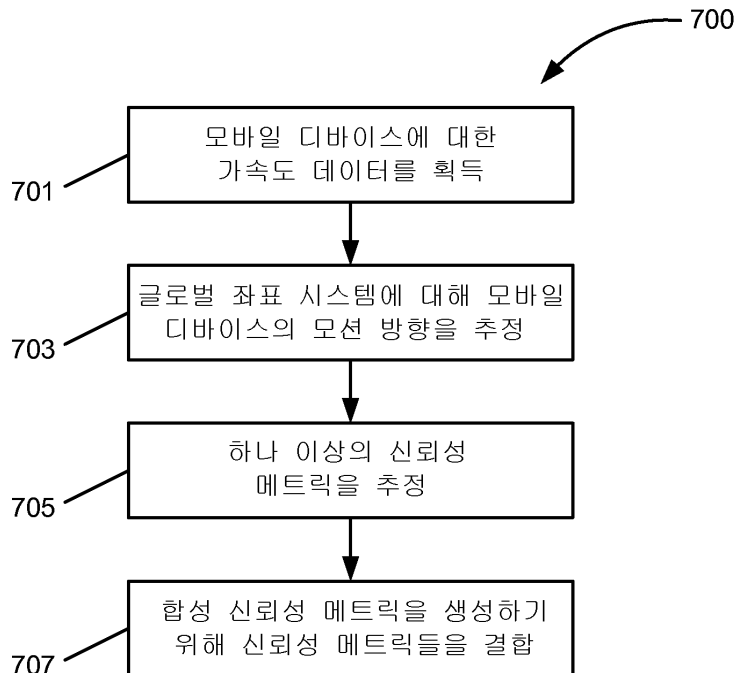 700
모바일 디바이스에 대한
가속도 데이터를 획득
701
글로벌 좌표 시스템에 대해 모바일
디바이스의 모션 방향을 추정
703
하나 이상의 신뢰성
메트릭을 추정
705
합성 신뢰성 메트릭을 생성하기
위해 신뢰성 메트릭들을 결합
707